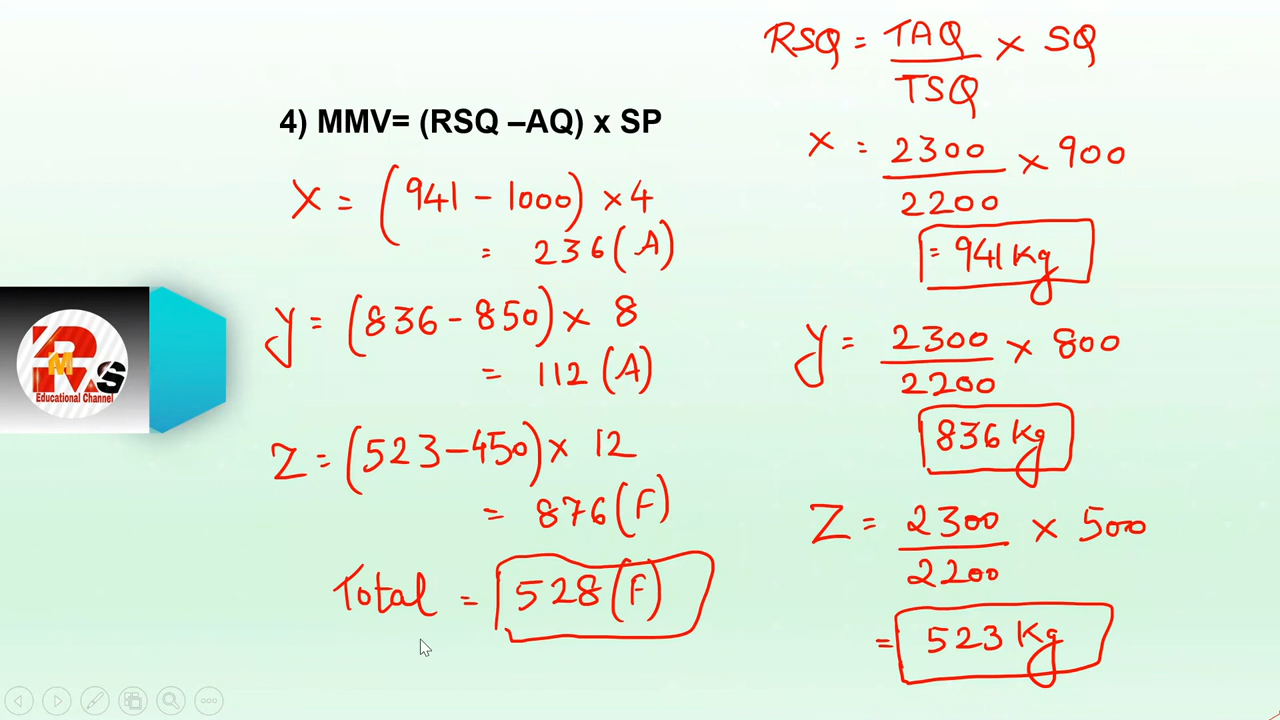 4) MMV= (RSQ –AQ) x SP
X = (941 - 1000) × 4
= 236 (A)
y = (836 - 850) × 8
= 112 (A)
Z = (523 - 450) × 12
= 876 (F)
Total = 528 (F)
RSQ = TAQ / TSQ × SQ
X = 2300 / 2200 × 900
= 941 Kg
y = 2300 / 2200 × 800
836 Kg
Z = 2300 / 2200 × 500
= 523 Kg
Educational Channel